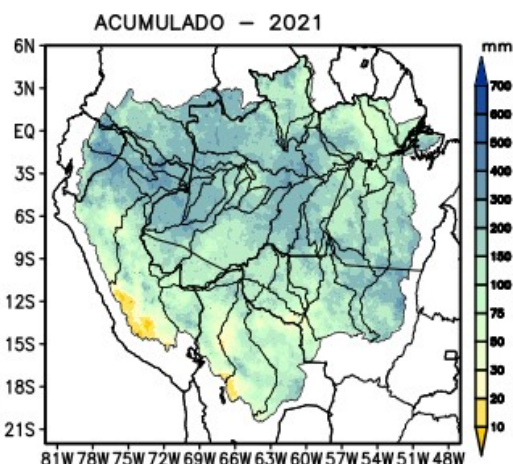 ACUMULADO – 2021
mm
6N
3N
EQ
3S
6S
9S
12S
15S
18S
21S
700
600
500
400
300
200
150
100
75
50
30
20
10
81W 78W 75W 72W 69W 66W 63W 60W 57W 54W 51W 48W